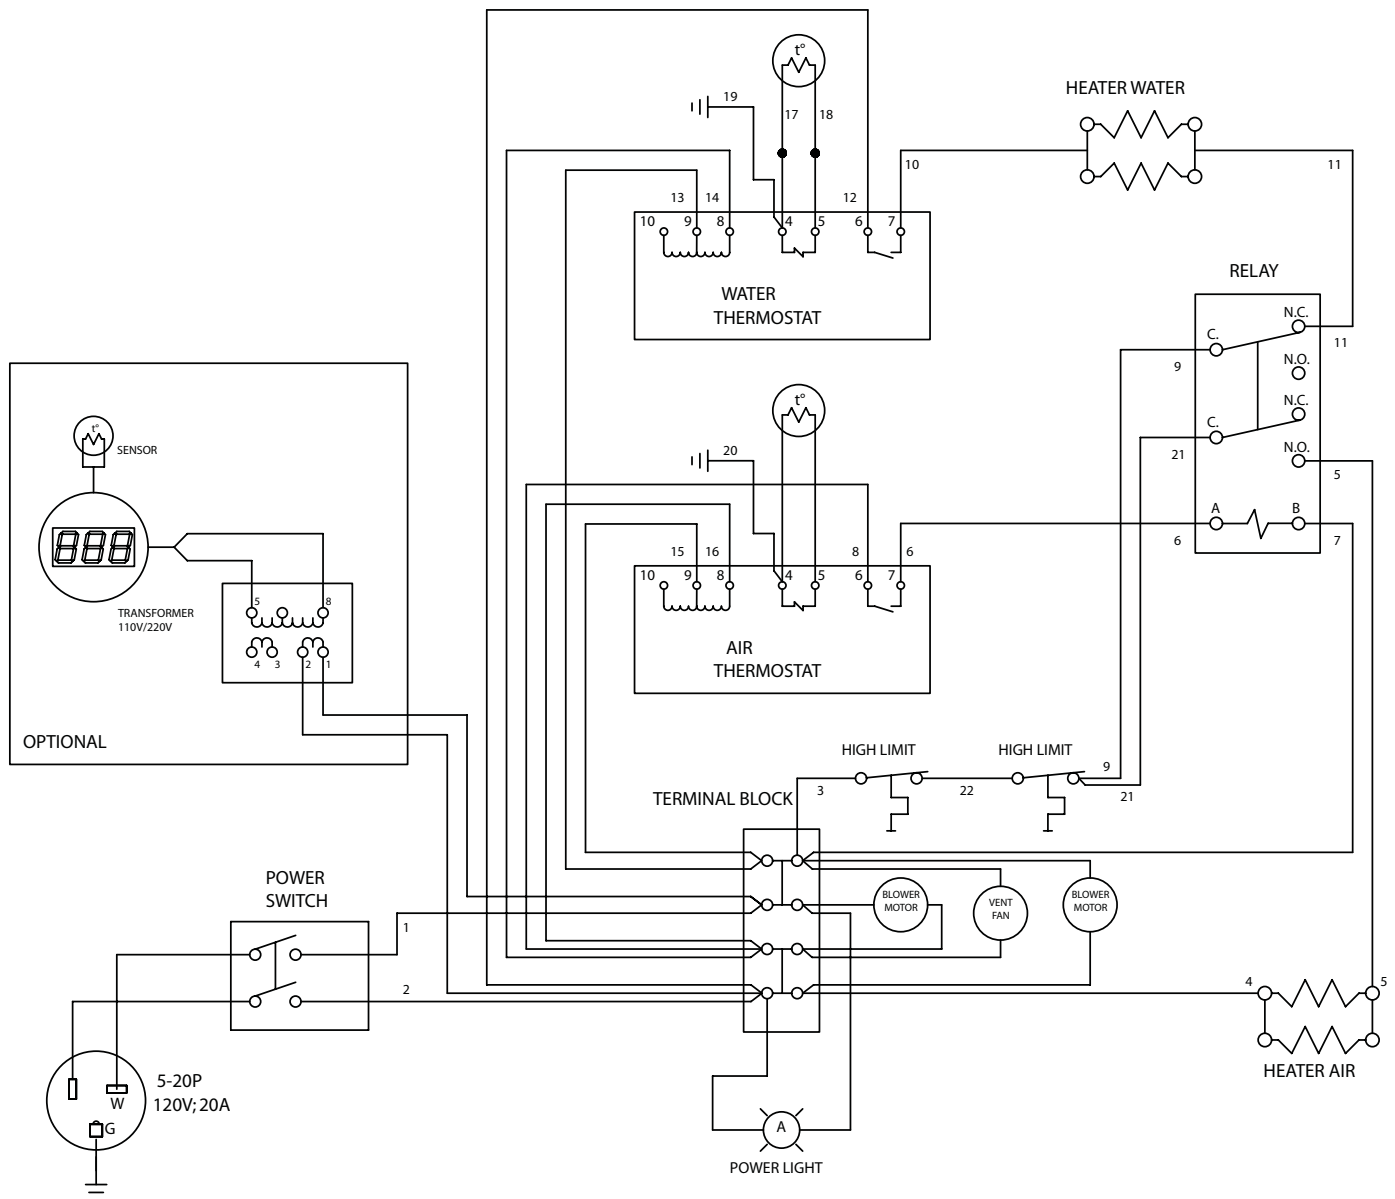 t°
19
17
18
HEATER WATER
10
11
13
14
12
10
9
8
4
5
6
7
WATER
THERMOSTAT
RELAY
N.C.
C.
11
9
N.O.
N.C.
C.
N.O.
21
5
A
B
6
7
t°
20
15
16
8
6
10
9
8
4
5
6
7
AIR
THERMOSTAT
t°
SENSOR
888
TRANSFORMER
110V/220V
5
8
4
3
2
1
OPTIONAL
HIGH LIMIT
HIGH LIMIT
3
22
9
21
TERMINAL BLOCK
POWER
SWITCH
1
2
BLOWER
MOTOR
VENT
FAN
BLOWER
MOTOR
4
5
HEATER AIR
5-20P
120V; 20A
W
G
A
POWER LIGHT